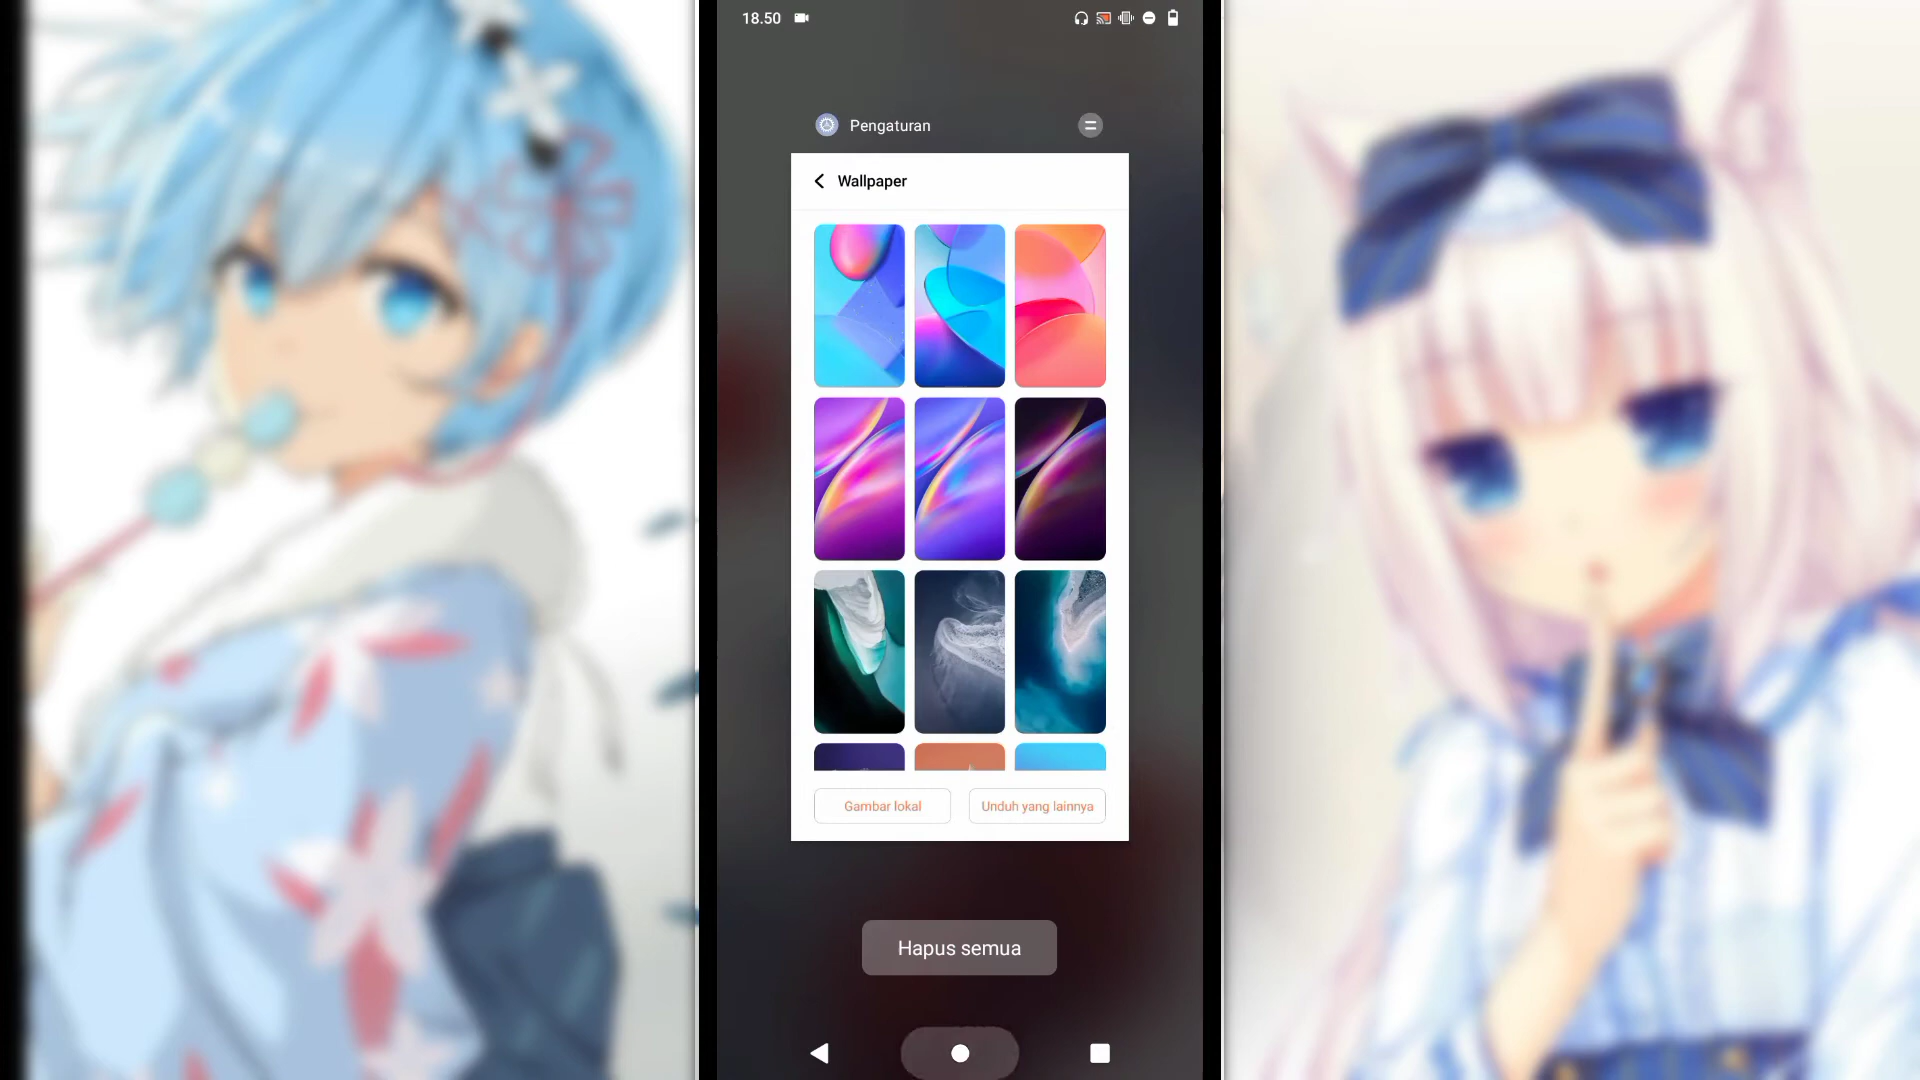 18.50
Pengaturan
Wallpaper
Gambar lokal
Unduh yang lainnya
Hapus semua